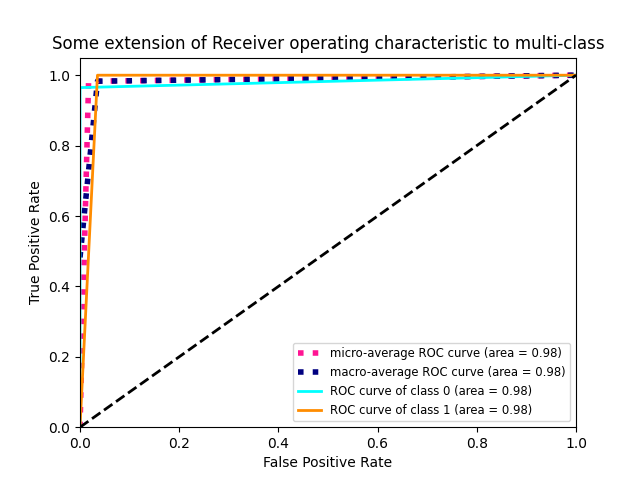 Some extension of Receiver operating characteristic to multi-class
1.0
0.8
0.6
0.4
0.2
0.0
True Positive Rate
micro-average ROC curve (area = 0.98)
macro-average ROC curve (area = 0.98)
ROC curve of class 0 (area = 0.98)
ROC curve of class 1 (area = 0.98)
0.0 0.2 0.4 0.6 0.8 1.0
False Positive Rate